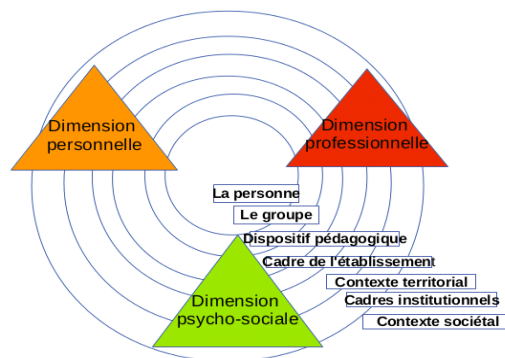 Dimension
personnelle
Dimension
professionnelle
La personne
Le groupe
Dispositif pédagogique
Cadre de l'établissement
Contexte territorial
Cadres institutionnels
Contexte sociétal
Dimension
psycho-sociale